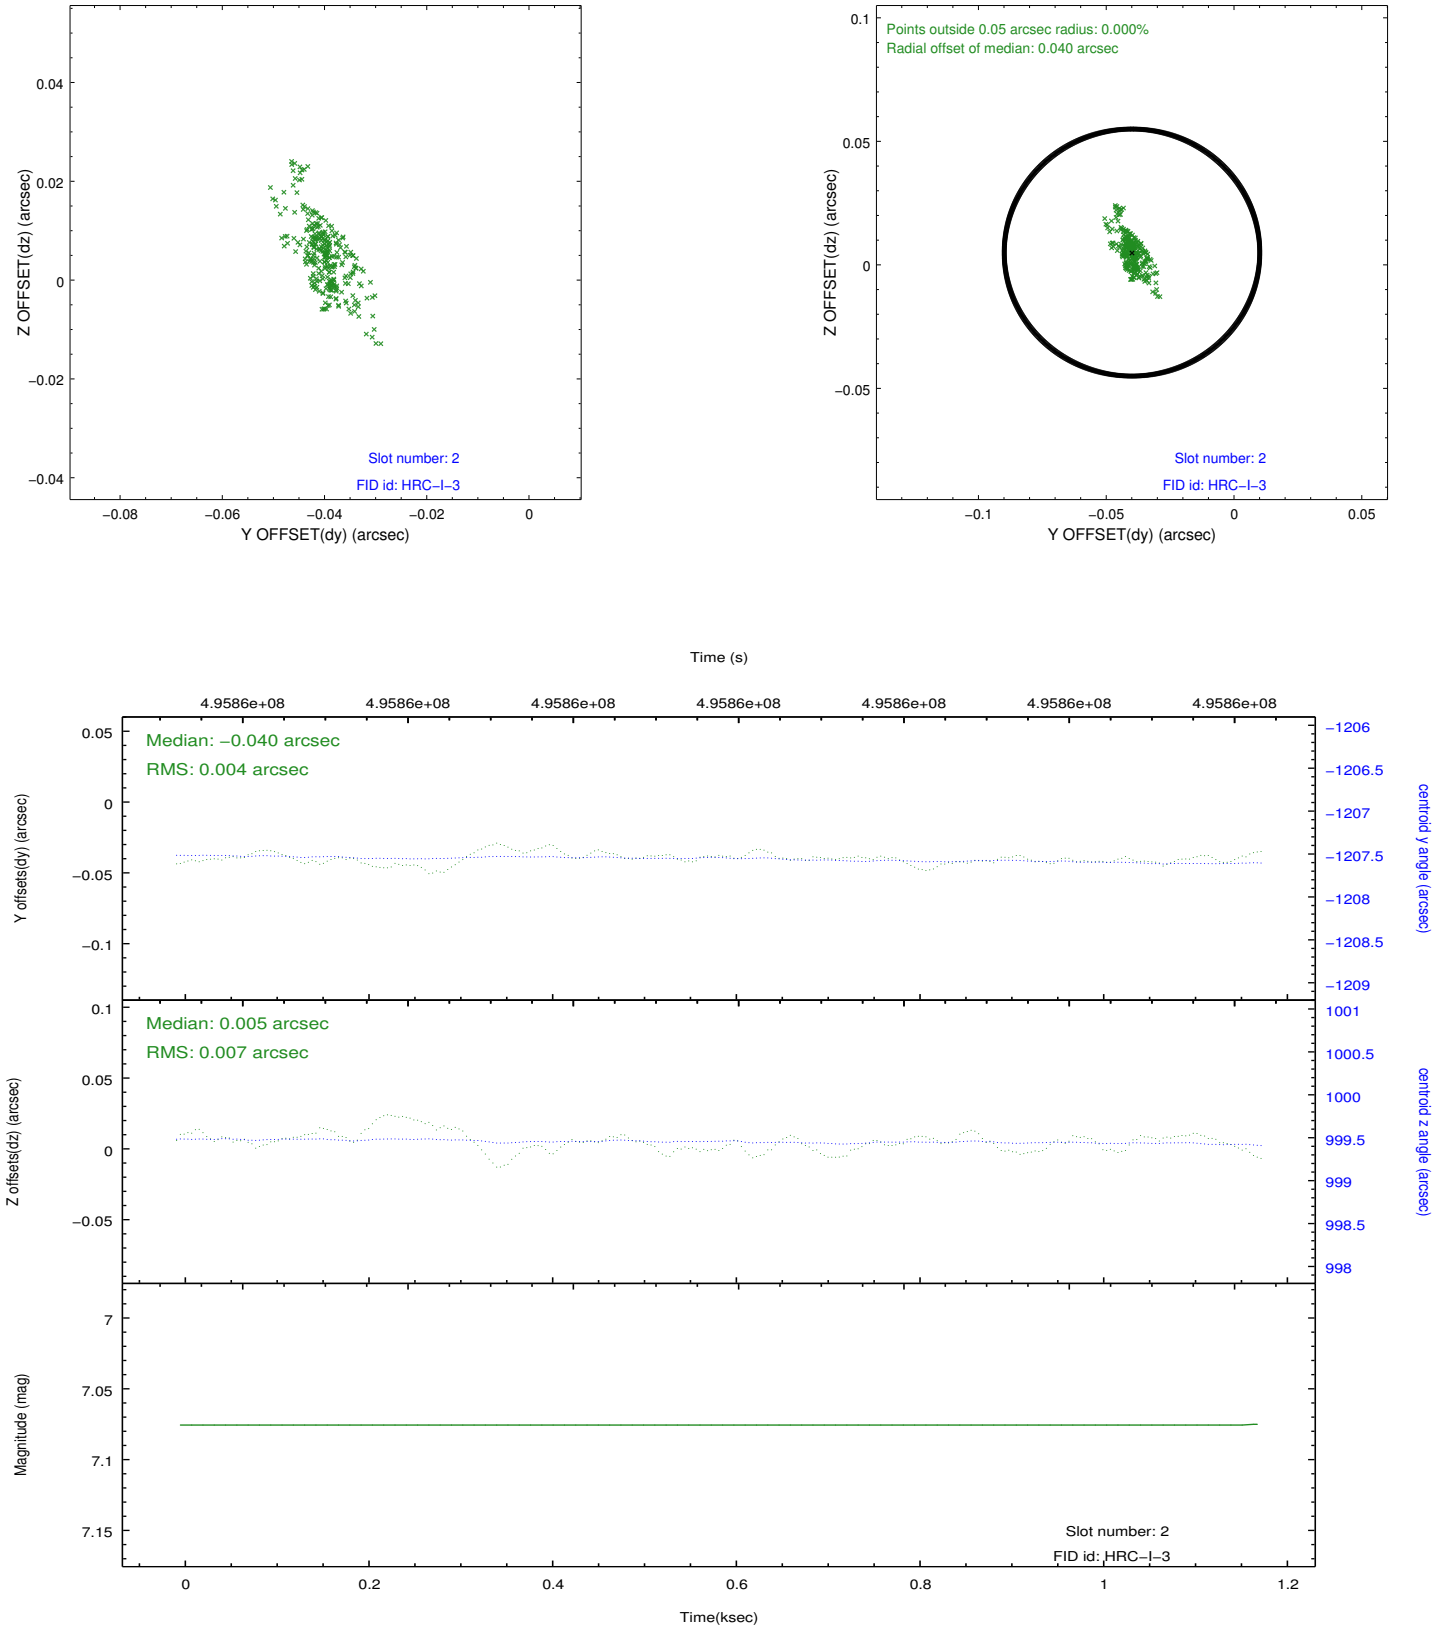 0.04
0.02
0
−0.02
−0.04
Z OFFSET(dz) (arcsec)
Slot number: 2
FID id: HRC−I−3
−0.08
−0.06
−0.04
−0.02
0
Y OFFSET(dy) (arcsec)
Points outside 0.05 arcsec radius: 0.000%
Radial offset of median: 0.040 arcsec
0.1
0.05
0
−0.05
Z OFFSET(dz) (arcsec)
Slot number: 2
FID id: HRC−I−3
−0.1
−0.05
0
0.05
Y OFFSET(dy) (arcsec)
Time (s)
4.9586e+08
4.9586e+08
4.9586e+08
4.9586e+08
4.9586e+08
4.9586e+08
4.9586e+08
Median: −0.040 arcsec
RMS: 0.004 arcsec
0.05
0
−0.05
−0.1
Y offsets(dy) (arcsec)
−1206
−1206.5
−1207
−1207.5
−1208
−1208.5
−1209
centroid y angle (arcsec)
Median: 0.005 arcsec
RMS: 0.007 arcsec
0.1
0.05
0
−0.05
Z offsets(dz) (arcsec)
1001
1000.5
1000
999.5
999
998.5
998
centroid z angle (arcsec)
7
7.05
7.1
7.15
Magnitude (mag)
Slot number: 2
FID id: HRC−I−3
0
0.2
0.4
0.6
0.8
1
1.2
Time(ksec)